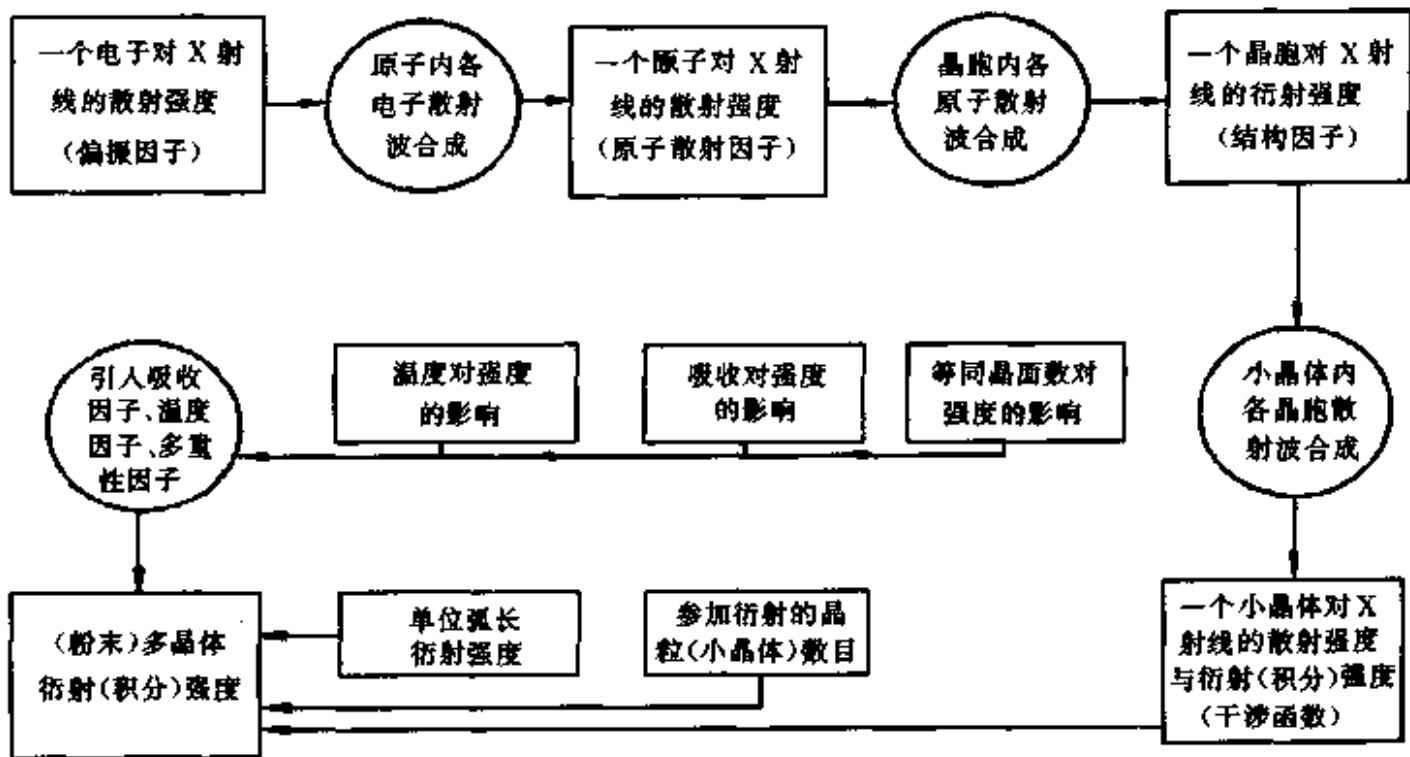 一个电子对 X 射
线的散射强度
(偏振因子)
原子内各
电子散射
波合成
一个原子对 X 射
线的散射强度
(原子散射因子)
晶胞内各
原子散射
波合成
一个晶胞对 X 射
线的衍射强度
(结构因子)
引人吸收
因子、温度
因子、多重
性因子
温度对强度
的影响
吸收对强度
的影响
等同晶面数对
强度的影响
小晶体内
各晶胞散
射波合成
(粉末)多晶体
衍射(积分)强度
单位弧长
衍射强度
参加衍射的晶
粒(小晶体)数目
一个小晶体对 X
射线的散射强度
与衍射(积分)强度
(干涉函数)